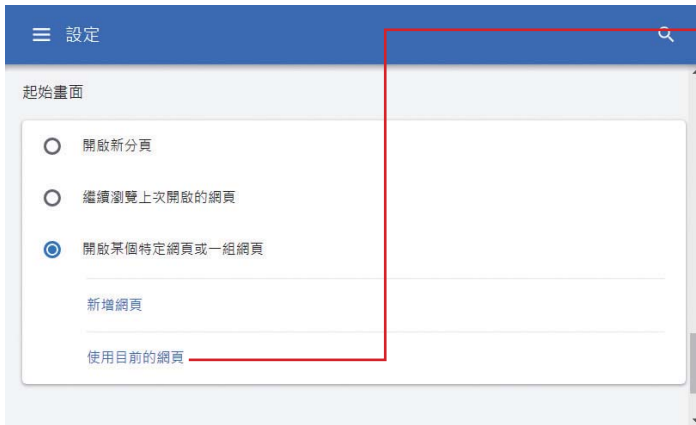 設定
起始畫面
開啟新分頁
繼續瀏覽上次開啟的網頁
開啟某個特定網頁或一組網頁
新增網頁
使用目前的網頁